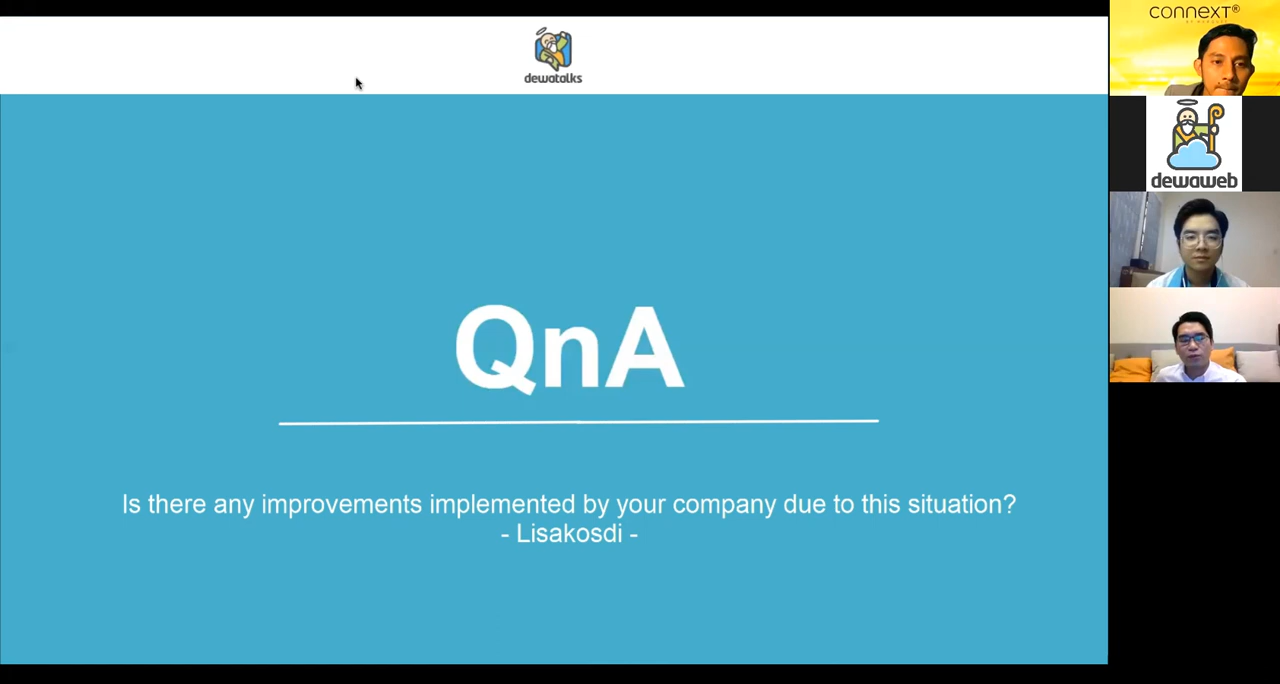 dewatalks
QnA
Is there any improvements implemented by your company due to this situation?
- Lisakosdi -
connext®
dewaweb